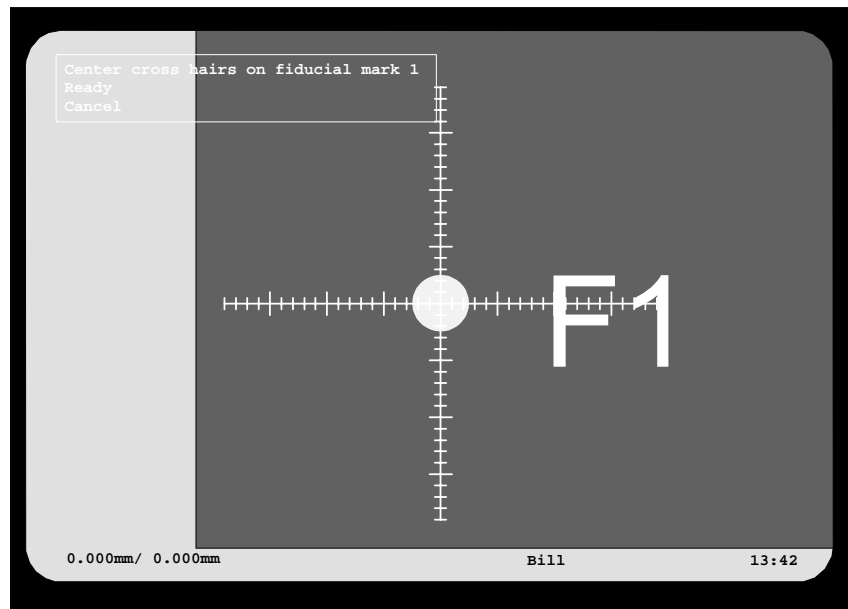 Center cross hairs on fiducial mark 1
Ready
Cancel
F1
0.000mm/ 0.000mm Bill 13:42